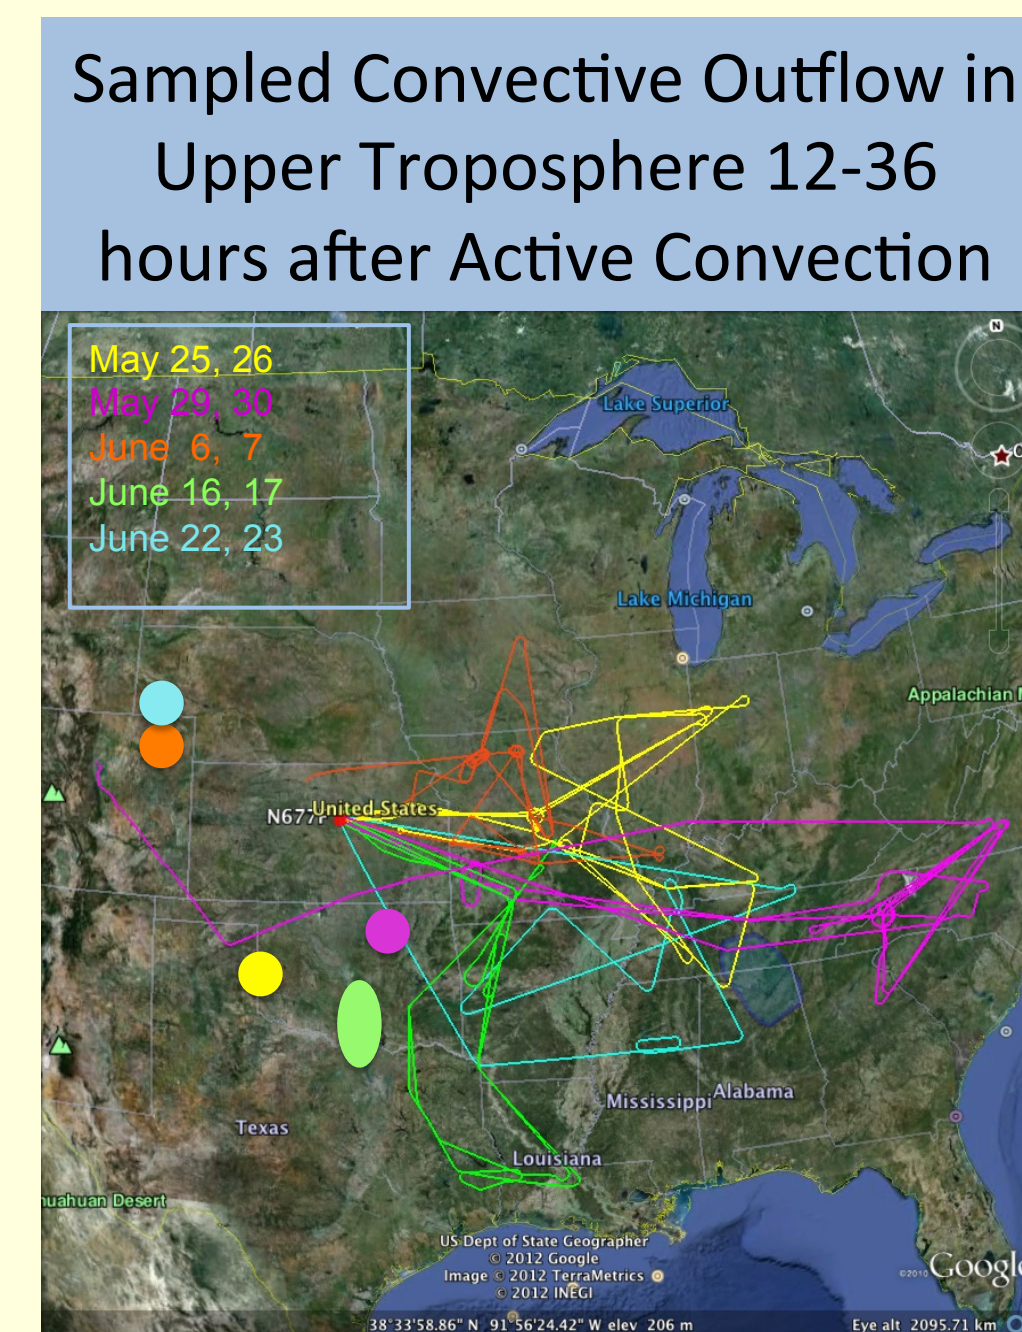 Sampled Convective Outflow in
Upper Troposphere 12-36
hours after Active Convection
May 25, 26
May 29, 30
June 6, 7
June 16, 17
June 22, 23
N
Lake Superior
Lake Michigan
Appalachian
United States
Mississippi
Alabama
Texas
Louisiana
huahuan Desert
US Dept of State Geographer
© 2012 Google
Image © 2012 TerraMetrics
© 2012 INEGI
©2010 Google
38°33'58.86" N 91°56'24.42" W elev 206 m
Eye alt 2095.71 km